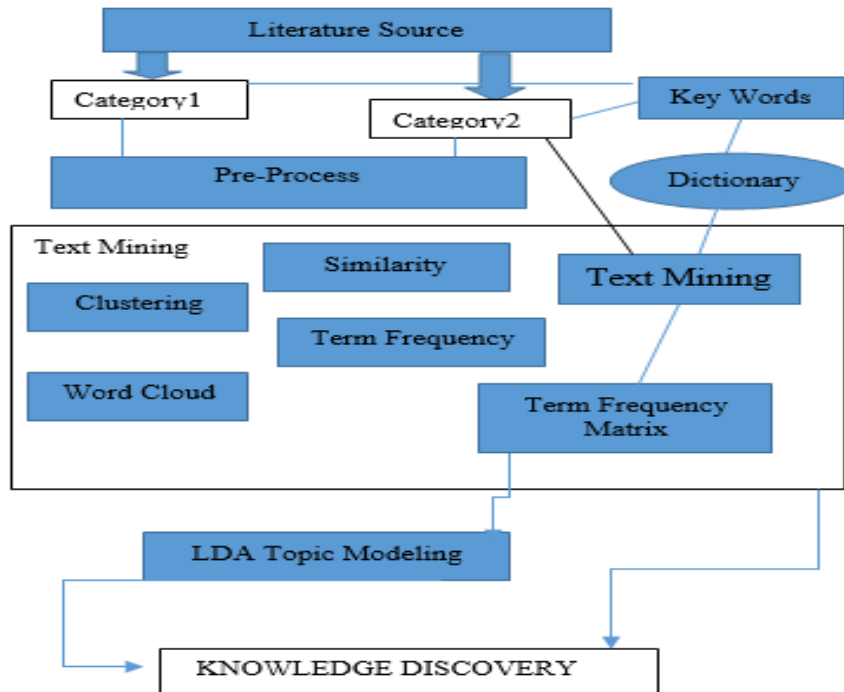 Literature Source
Category1
Category2
Key Words
Pre-Process
Dictionary
Text Mining
Similarity
Text Mining
Clustering
Term Frequency
Word Cloud
Term Frequency
Matrix
LDA Topic Modeling
KNOWLEDGE DISCOVERY